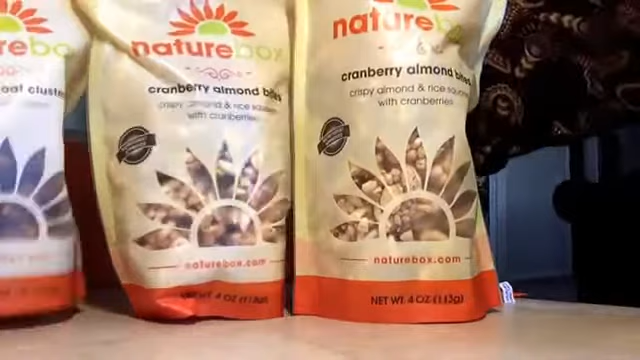 naturebox
cranberry almond bites
crispy almond & rice squares
with cranberries
naturebox.com
NET WT. 4 OZ (113g)
naturebox
cranberry almond bites
crispy almond & rice squares
with cranberries
naturebox.com
NET WT. 4 OZ (113g)